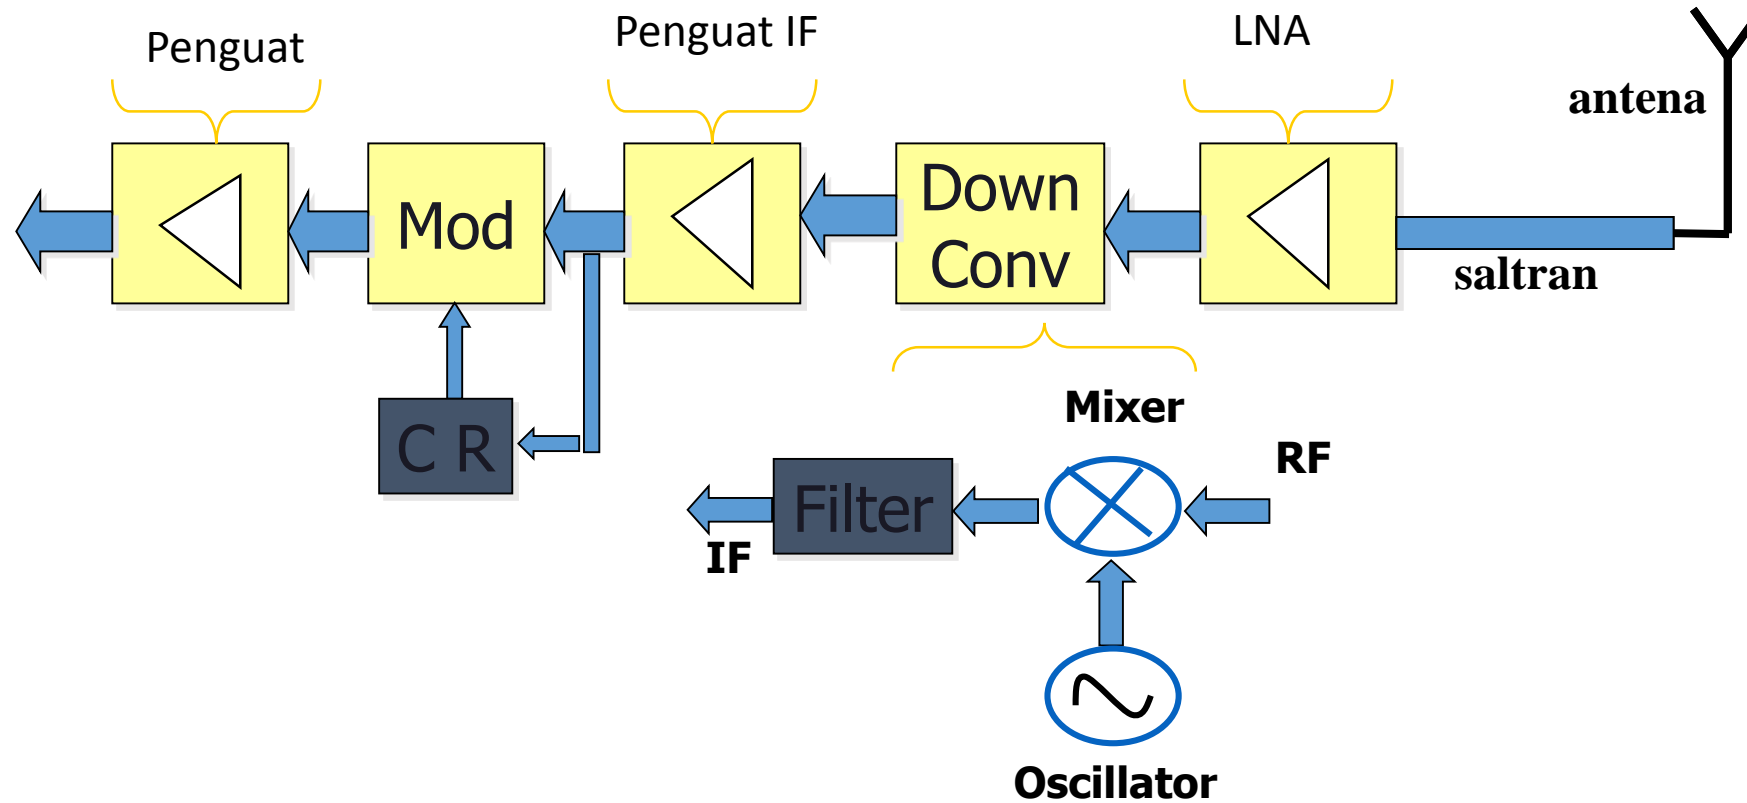 Penguat
Penguat IF
LNA
antena
Mod
Down
Conv
saltran
C R
Mixer
RF
Filter
IF
Oscillator